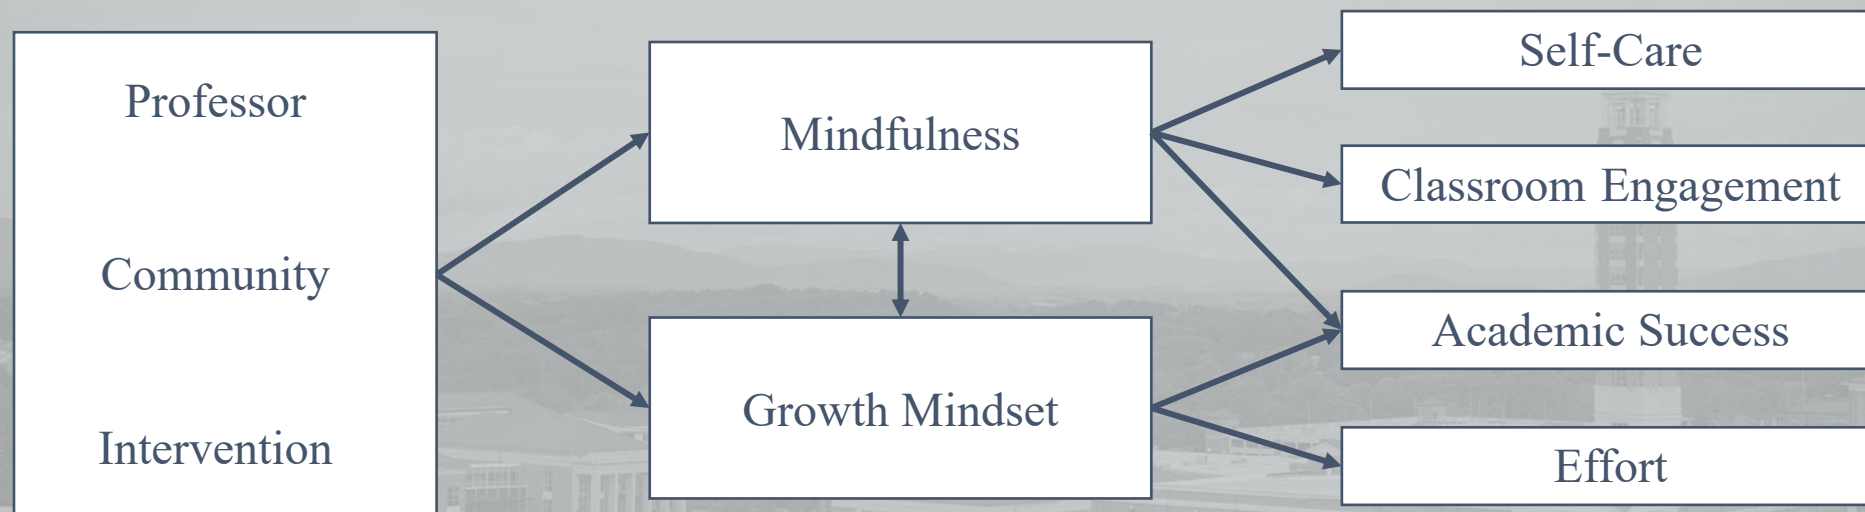 Professor
Community
Intervention
Mindfulness
Growth Mindset
Self-Care
Classroom Engagement
Academic Success
Effort